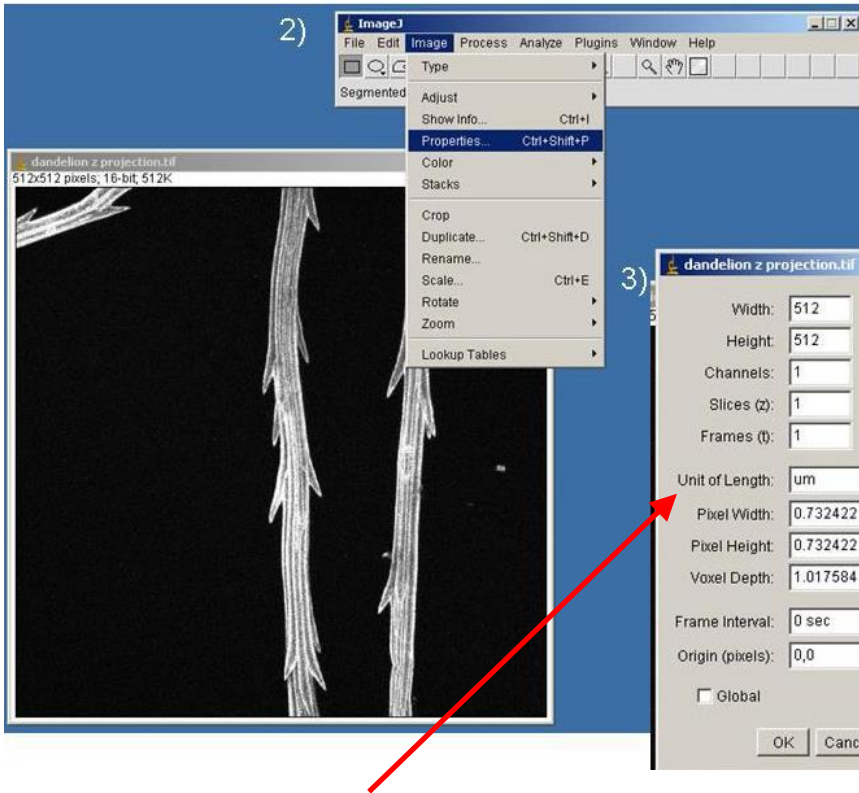 2)
ImageJ
File Edit Image Process Analyze Plugins Window Help
Segmented
Type
Adjust
Show Info... Ctrl+I
Properties... Ctrl+Shift+P
Color
Stacks
Crop
Duplicate... Ctrl+Shift+D
Rename...
Scale... Ctrl+E
Rotate
Zoom
Lookup Tables
dandelion z projection.tif
512x512 pixels; 16-bit; 512K
3)
dandelion z projection.tif
Width: 512
Height: 512
Channels: 1
Slices (z): 1
Frames (t): 1
Unit of Length: um
Pixel Width: 0.732422
Pixel Height: 0.732422
Voxel Depth: 1.017584
Frame Interval: 0 sec
Origin (pixels): 0,0
Global
OK Canc